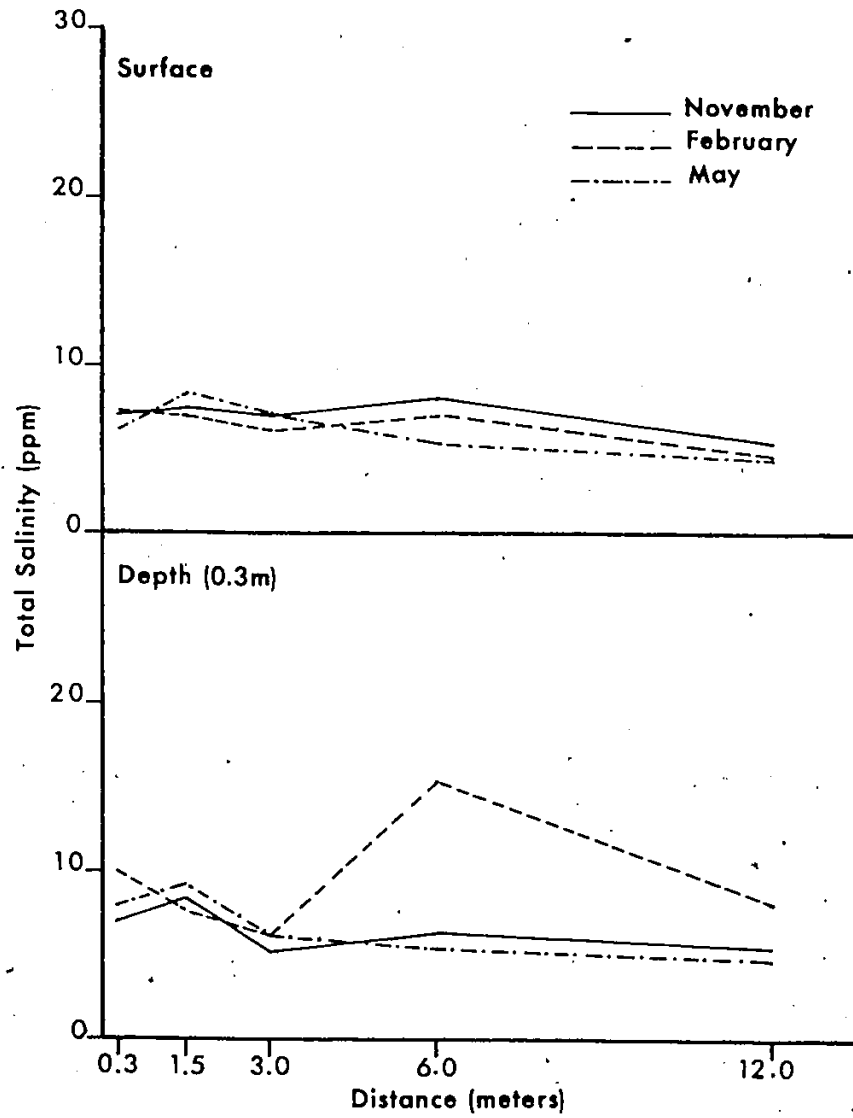 30
Surface
November
February
May
20
10
0
Total Salinity (ppm)
Depth (0.3m)
20
10
0
0.3 1.5 3.0 6.0 12.0
Distance (meters)